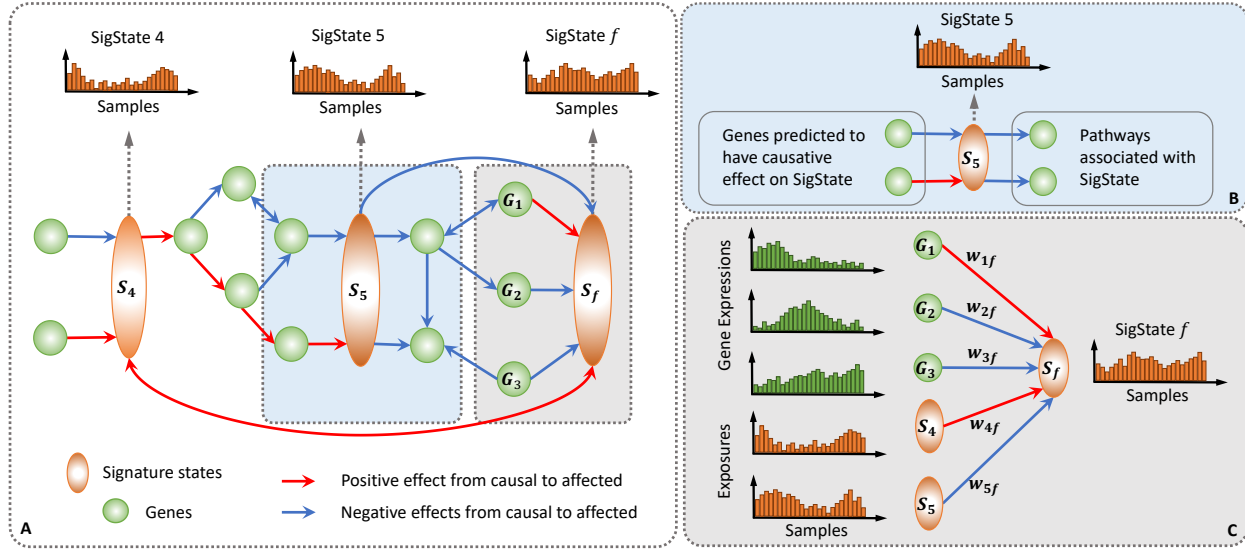 SigState 4
Samples
SigState 5
Samples
SigState f
Samples
S4
S5
Sf
G1
G2
G3
Signature states
Genes
Positive effect from causal to affected
Negative effects from causal to affected
A
SigState 5
Samples
Genes predicted to
have causative
effect on SigState
S5
Pathways
associated with
SigState
B
Gene Expressions
Exposures
Samples
G1
G2
G3
S4
S5
w1f
w2f
w3f
w4f
w5f
Sf
SigState f
Samples
C